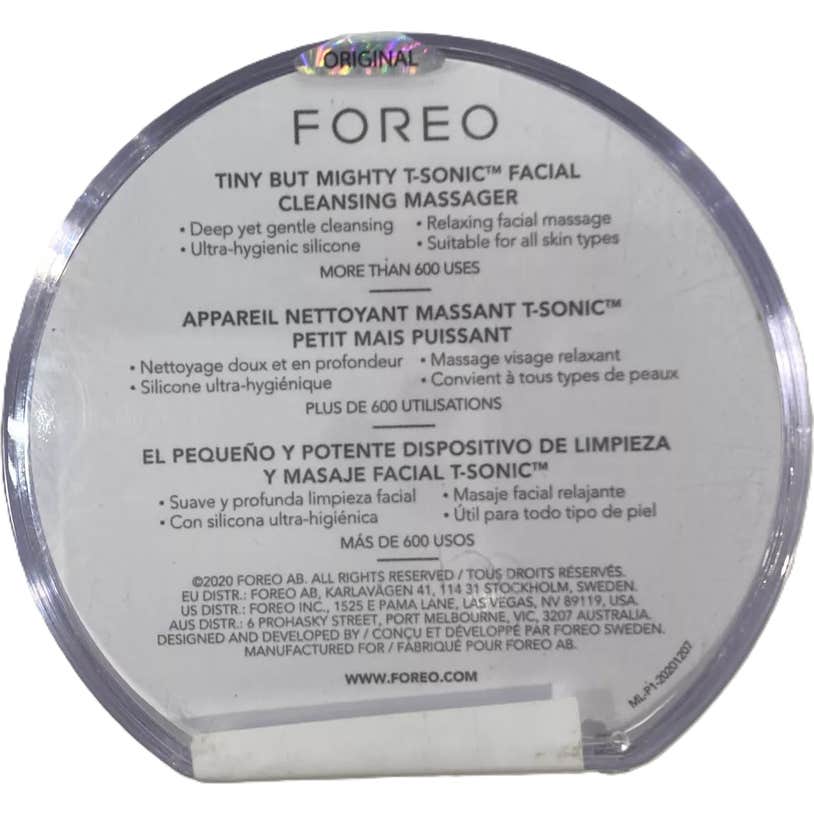 ORIGINAL
FOREO
TINY BUT MIGHTY T-SONIC™ FACIAL
CLEANSING MASSAGER
• Deep yet gentle cleansing • Relaxing facial massage
• Ultra-hygienic silicone • Suitable for all skin types
MORE THAN 600 USES
APPAREIL NETTOYANT MASSANT T-SONIC™
PETIT MAIS PUISSANT
• Nettoyage doux et en profondeur • Massage visage relaxant
• Silicone ultra-hygiénique • Convient à tous types de peaux
PLUS DE 600 UTILISATIONS
EL PEQUEÑO Y POTENTE DISPOSITIVO DE LIMPIEZA
Y MASAJE FACIAL T-SONIC™
• Suave y profunda limpieza facial • Masaje facial relajante
• Con silicona ultra-higiénica • Útil para todo tipo de piel
MÁS DE 600 USOS
©2020 FOREO AB. ALL RIGHTS RESERVED / TOUS DROITS RÉSERVÉS.
EU DISTR.: FOREO AB, KARLAVÄGEN 41, 114 31 STOCKHOLM, SWEDEN.
US DISTR.: FOREO INC., 1525 E PAMA LANE, LAS VEGAS, NV 89119, USA.
AUS DISTR.: 6 PROHASKY STREET, PORT MELBOURNE, VIC, 3207 AUSTRALIA.
DESIGNED AND DEVELOPED BY / CONÇU ET DÉVELOPPÉ PAR FOREO SWEDEN.
MANUFACTURED FOR / FABRIQUÉ POUR FOREO AB.
WWW.FOREO.COM
ML-P1-20201207